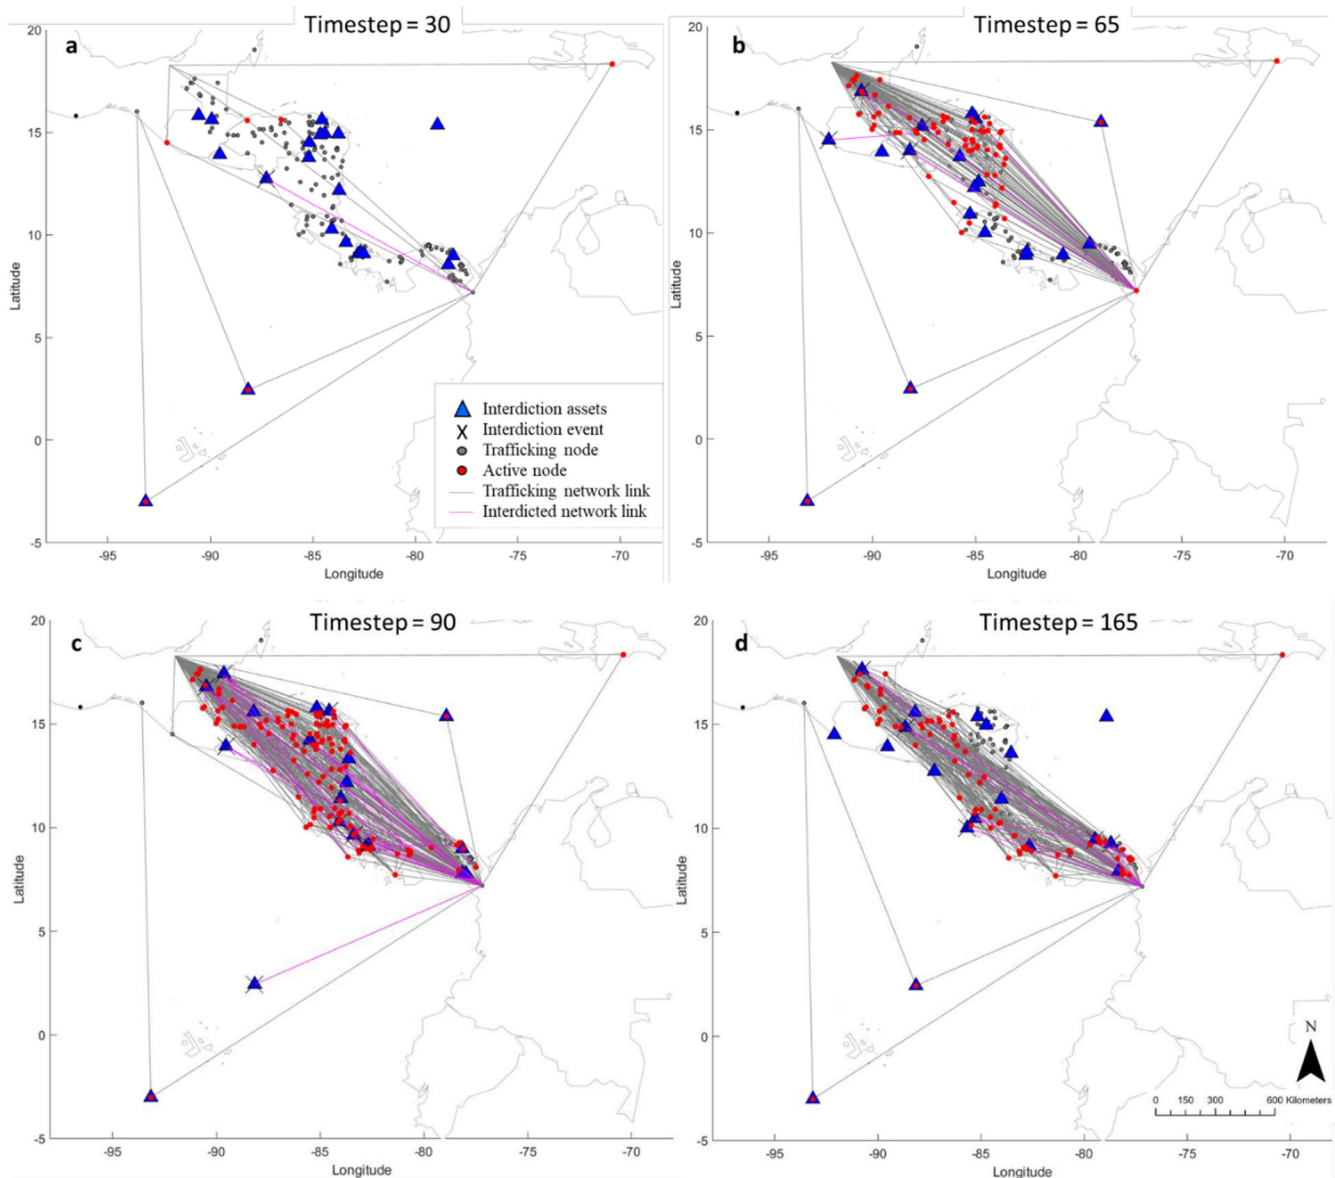 Timestep = 30
a
20
15
10
5
0
-5
Latitude
-95
-90
-85
-80
-75
-70
Longitude
Interdiction assets
Interdiction event
Trafficking node
Active node
Trafficking network link
Interdicted network link
Timestep = 65
b
20
15
10
5
0
-5
Latitude
-95
-90
-85
-80
-75
-70
Longitude
Timestep = 90
c
20
15
10
5
0
-5
Latitude
-95
-90
-85
-80
-75
-70
Longitude
Timestep = 165
d
20
15
10
5
0
-5
Latitude
-95
-90
-85
-80
-75
-70
Longitude
N
0 150 300 600 Kilometers